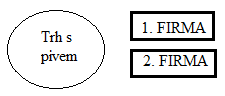 Trh s
pivem
1. FIRMA
2. FIRMA